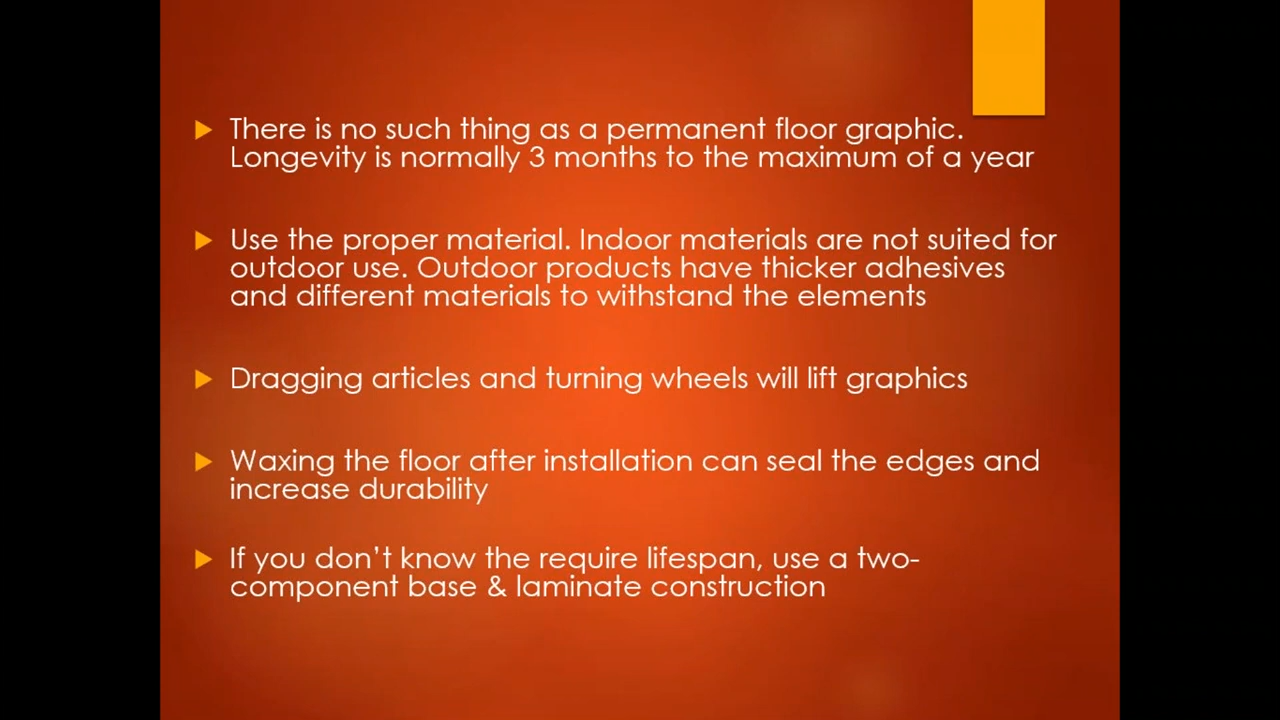 There is no such thing as a permanent floor graphic.
Longevity is normally 3 months to the maximum of a year
Use the proper material. Indoor materials are not suited for
outdoor use. Outdoor products have thicker adhesives
and different materials to withstand the elements
Dragging articles and turning wheels will lift graphics
Waxing the floor after installation can seal the edges and
increase durability
If you don’t know the require lifespan, use a two-
component base & laminate construction